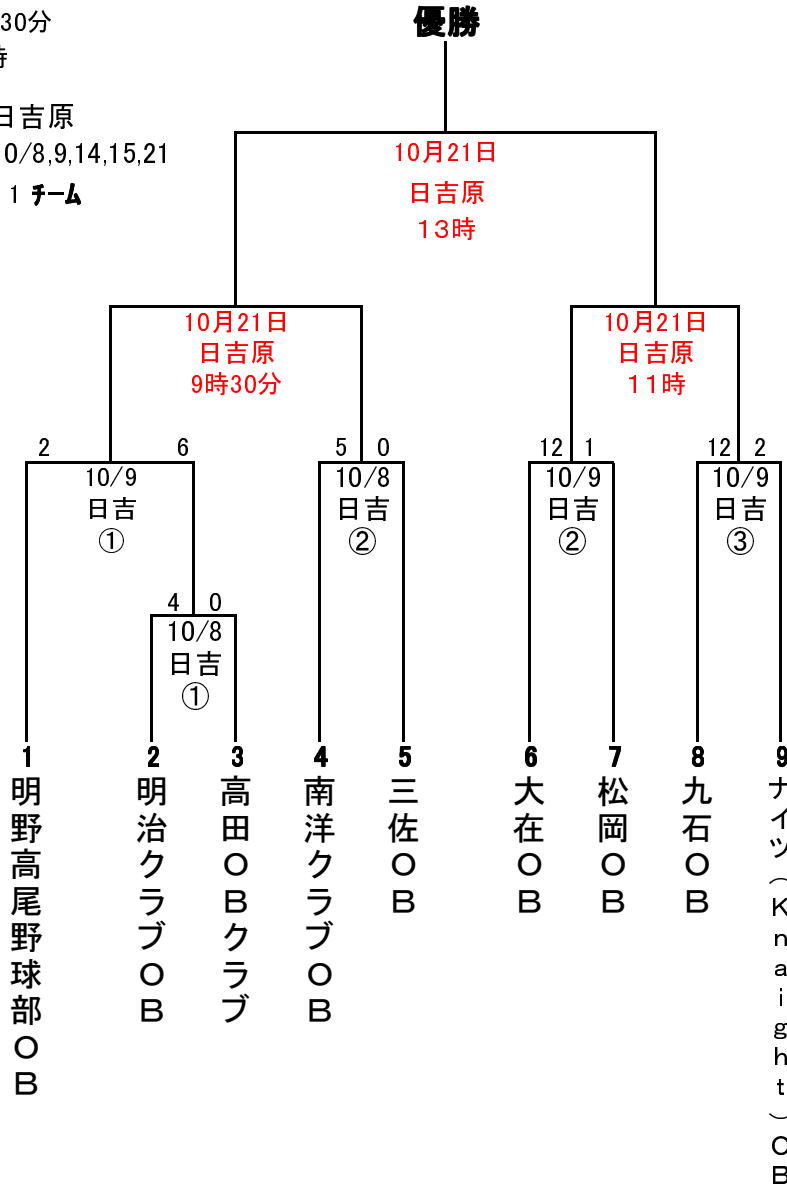 30分
優勝
時
日吉原
0/8,9,14,15,21
1 チーム
10月21日
日吉原
13時
10月21日
日吉原
9時30分
10月21日
日吉原
11時
2 6
10/9
日吉
①
5 0
10/8
日吉
②
12 1
10/9
日吉
②
12 2
10/9
日吉
③
4 0
10/8
日吉
①
1
明野高尾野球部OB
2
明治クラブOB
3
高田OBクラブ
4
南洋クラブOB
5
三佐OB
6
大在OB
7
松岡OB
8
九石OB
9
ナイツ(Knaight)OB